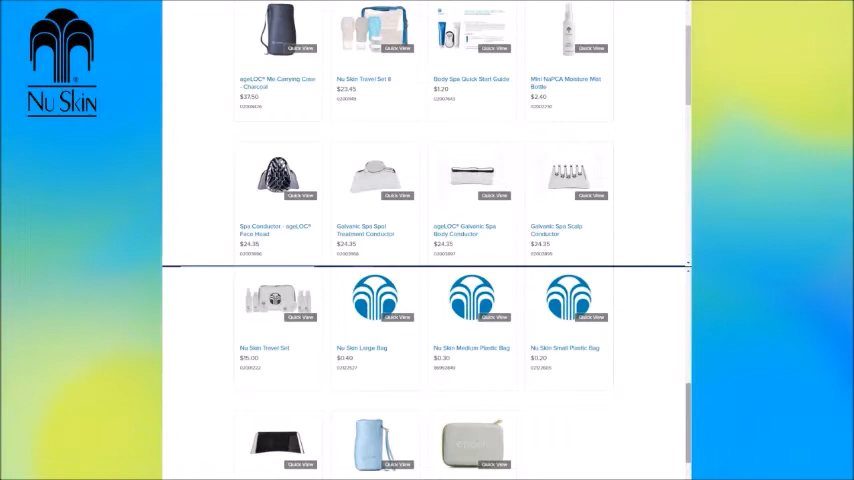 Nu Skin
Quick View
Quick View
Quick View
Quick View
ageLOC® Me Carrying Case
- Charcoal
$37.50
Nu Skin Travel Set II
$23.45
Body Spa Quick Start Guide
$1.20
Mini NaPCA Moisture Mist
Bottle
$2.40
Quick View
Quick View
Quick View
Quick View
Spa Conductor - ageLOC®
Face Head
$24.35
Galvanic Spa Spot
Treatment Conductor
$24.35
ageLOC® Galvanic Spa
Body Conductor
$24.35
Galvanic Spa Scalp
Conductor
$24.35
Quick View
Quick View
Quick View
Quick View
Nu Skin Travel Set
$15.00
Nu Skin Large Bag
$0.40
Nu Skin Medium Plastic Bag
$0.30
Nu Skin Small Plastic Bag
$0.20
Quick View
Quick View
Quick View